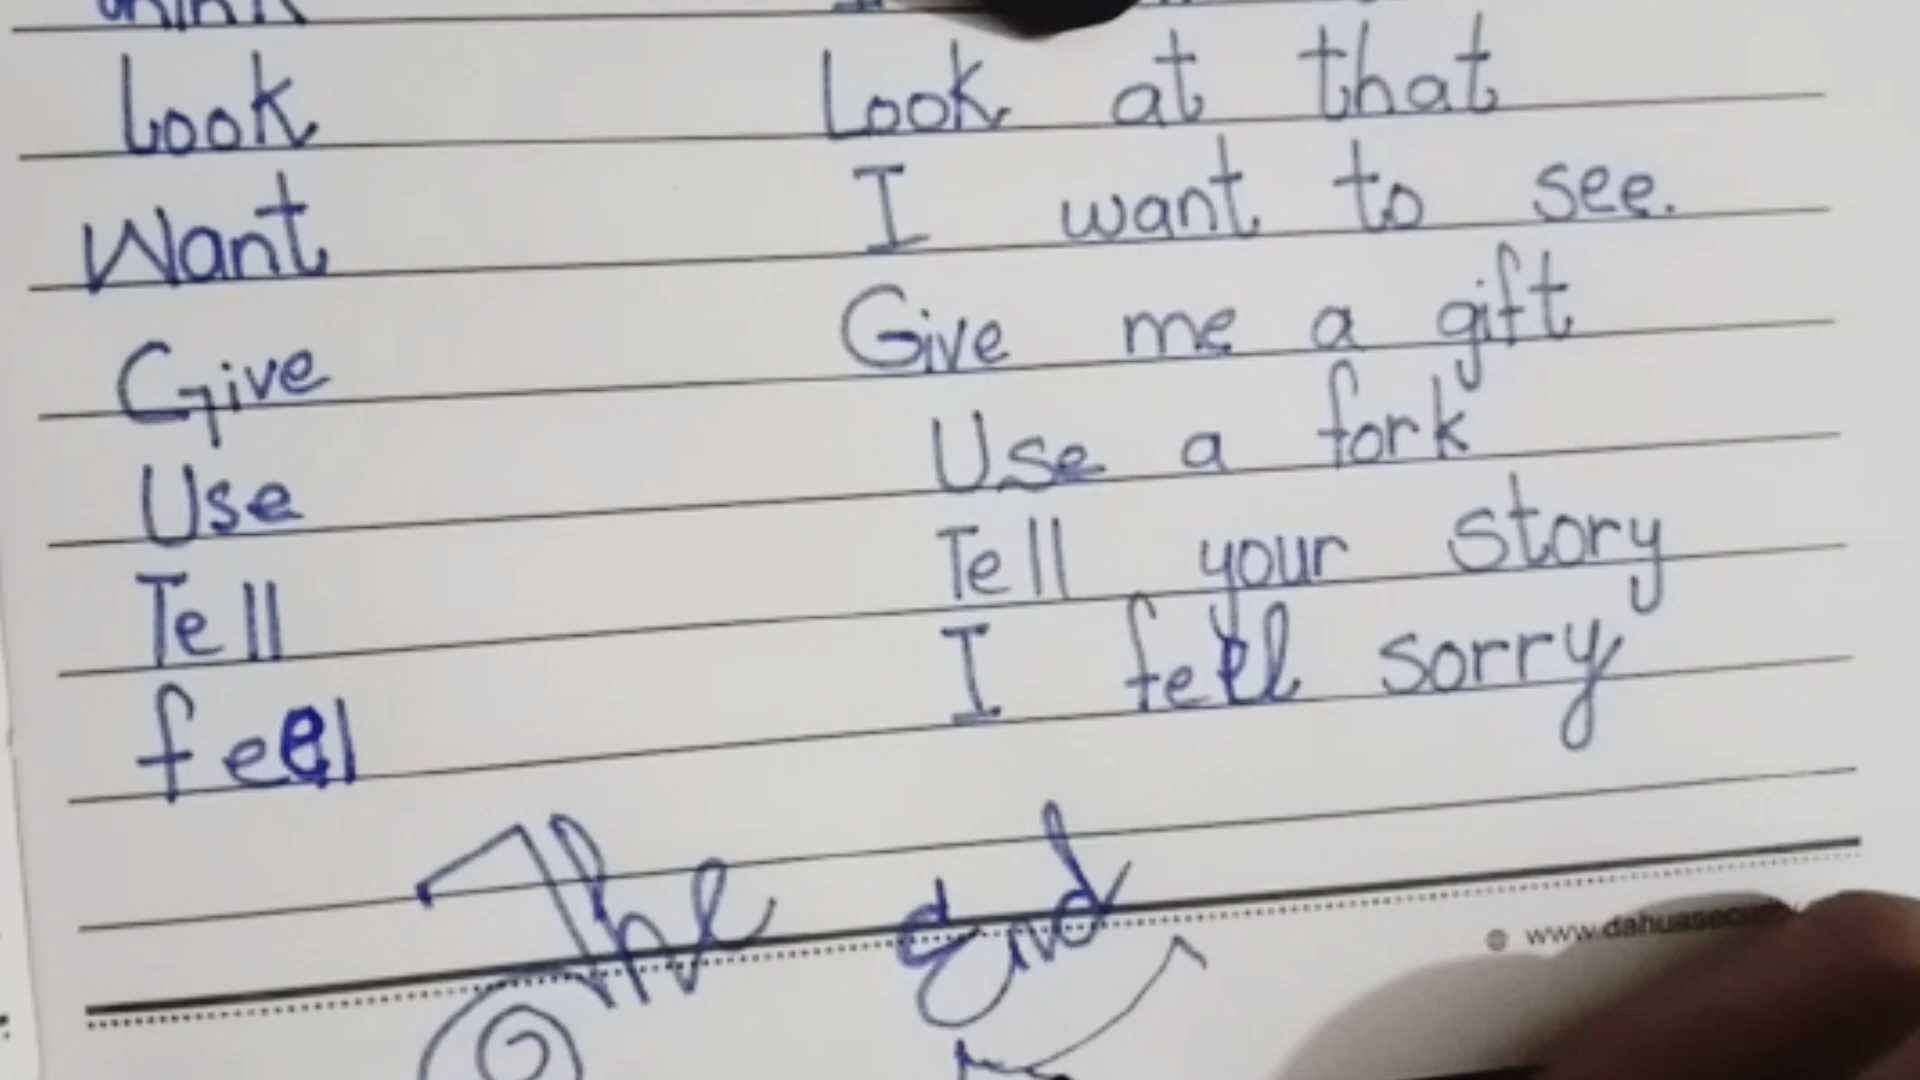 Look Look at that
Want I want to see.
Give Give me a gift
Use Use a fork
Tell Tell your story
feel I feel sorry
The End